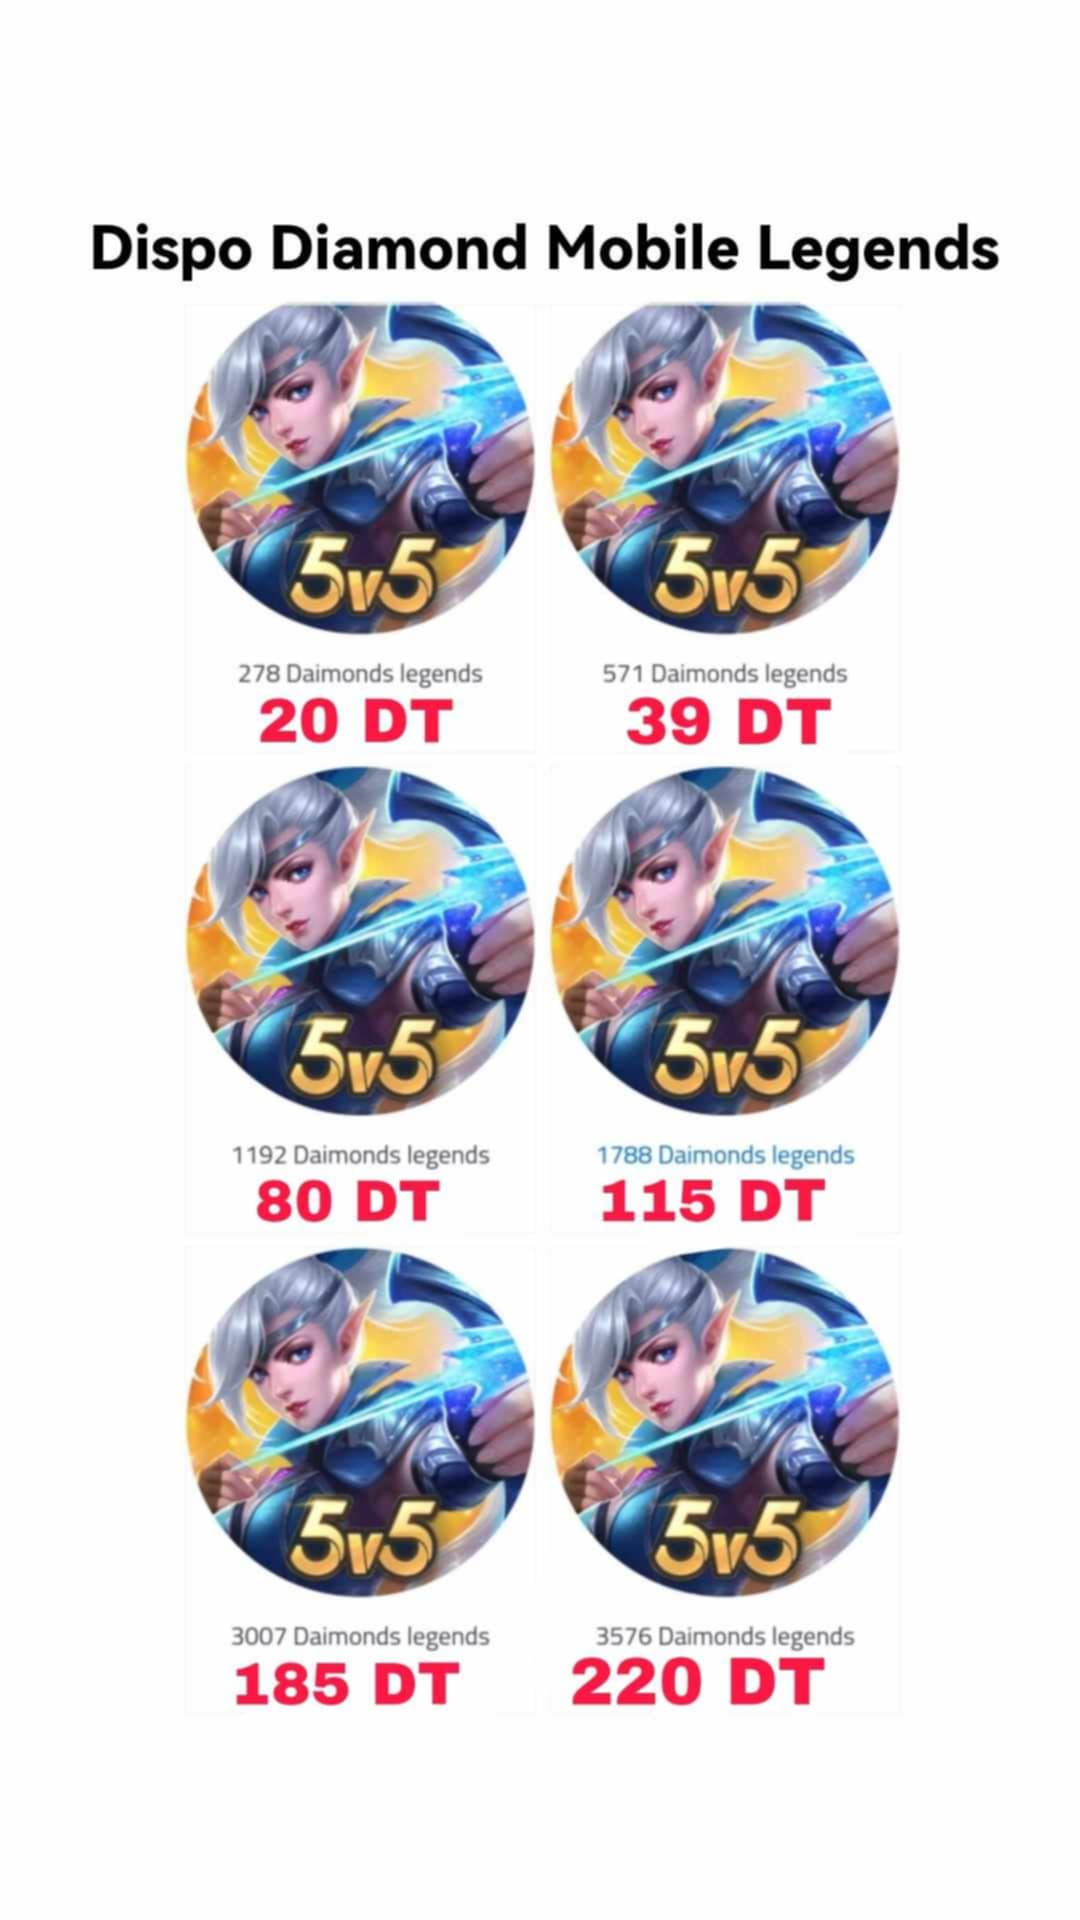 Dispo Diamond Mobile Legends
5v5
5v5
278 Daimonds legends
571 Daimonds legends
20 DT
39 DT
5v5
5v5
1192 Daimonds legends
1788 Daimonds legends
80 DT
115 DT
5v5
5v5
3007 Daimonds legends
3576 Daimonds legends
185 DT
220 DT